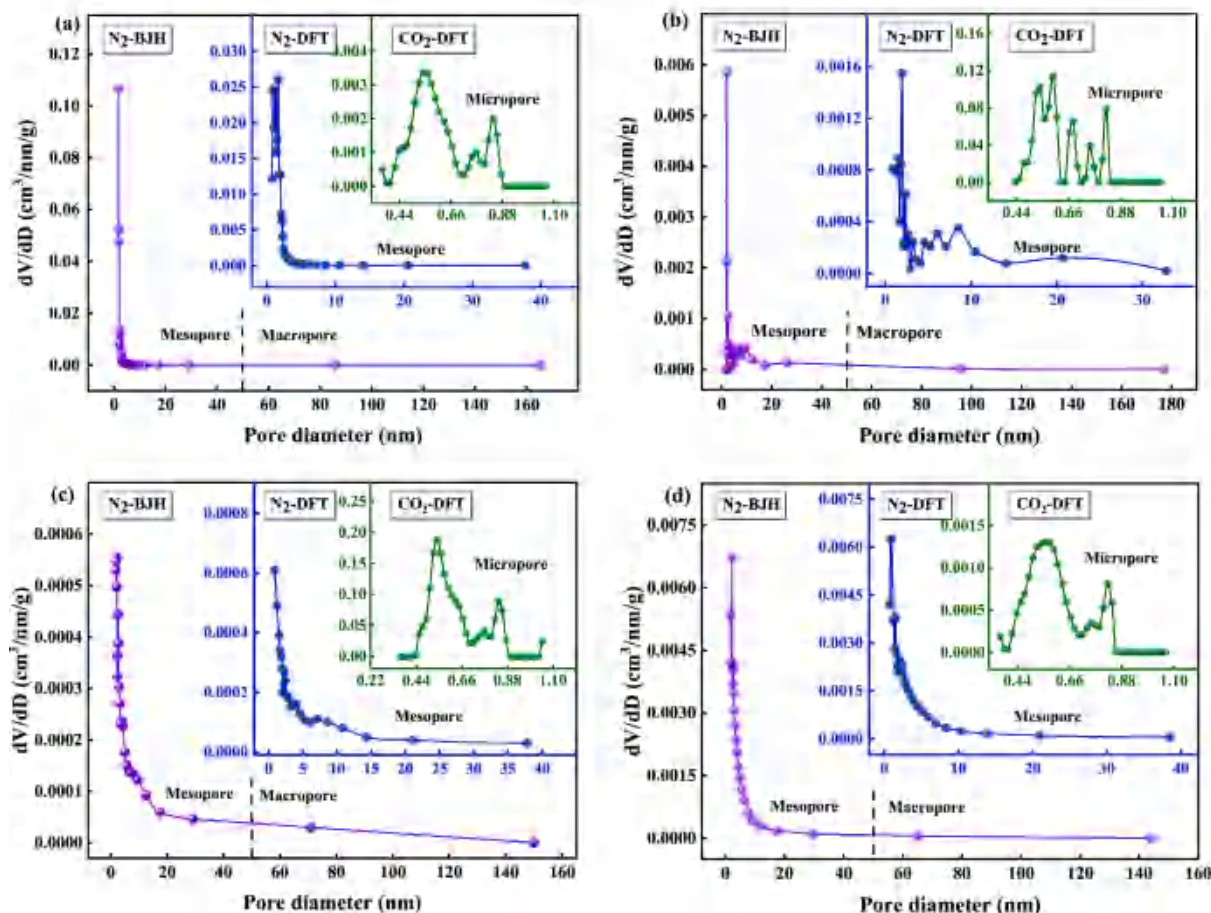 (a)
N2-BJH
N2-DFT
CO2-DFT
Micropore
Mesopore
Mesopore
Macropore
dV/dD (cm³/nm/g)
0.12
0.10
0.08
0.06
0.04
0.02
0.00
0 20 40 60 80 100 120 140 160
Pore diameter (nm)
0.030
0.025
0.020
0.015
0.010
0.005
0.000
0 10 20 30 40
0.004
0.003
0.002
0.001
0.000
0.44 0.66 0.88 1.10
(b)
N2-BJH
N2-DFT
CO2-DFT
Micropore
Mesopore
Mesopore
Macropore
dV/dD (cm³/nm/g)
0.006
0.005
0.004
0.003
0.002
0.001
0.000
0 20 40 60 80 100 120 140 160 180
Pore diameter (nm)
0.0016
0.0012
0.0008
0.0004
0.0000
0 10 20 30
0.16
0.12
0.08
0.04
0.00
0.44 0.66 0.88 1.10
(c)
N2-BJH
N2-DFT
CO2-DFT
Micropore
Mesopore
Mesopore
Macropore
dV/dD (cm³/nm/g)
0.0006
0.0005
0.0004
0.0003
0.0002
0.0001
0.0000
0 20 40 60 80 100 120 140 160
Pore diameter (nm)
0.0008
0.0006
0.0004
0.0002
0.0000
0 5 10 15 20 25 30 35 40
0.25
0.20
0.15
0.10
0.05
0.00
0.22 0.44 0.66 0.88 1.10
(d)
N2-BJH
N2-DFT
CO2-DFT
Micropore
Mesopore
Mesopore
Macropore
dV/dD (cm³/nm/g)
0.0075
0.0060
0.0045
0.0030
0.0015
0.0000
0 20 40 60 80 100 120 140 160
Pore diameter (nm)
0.0075
0.0060
0.0045
0.0030
0.0015
0.0000
0 10 20 30 40
0.0015
0.0010
0.0005
0.0000
0.44 0.66 0.88 1.10